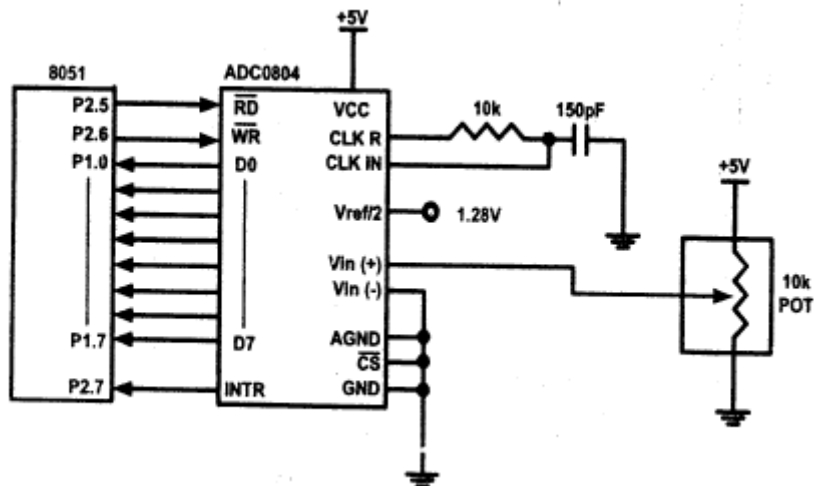 +5V
8051
ADC0804
P2.5
RD
VCC
10k
150pF
P2.6
WR
CLK R
P1.0
D0
CLK IN
+5V
Vref/2
1.28V
Vin (+)
Vin (-)
10k
POT
P1.7
D7
AGND
CS
P2.7
INTR
GND